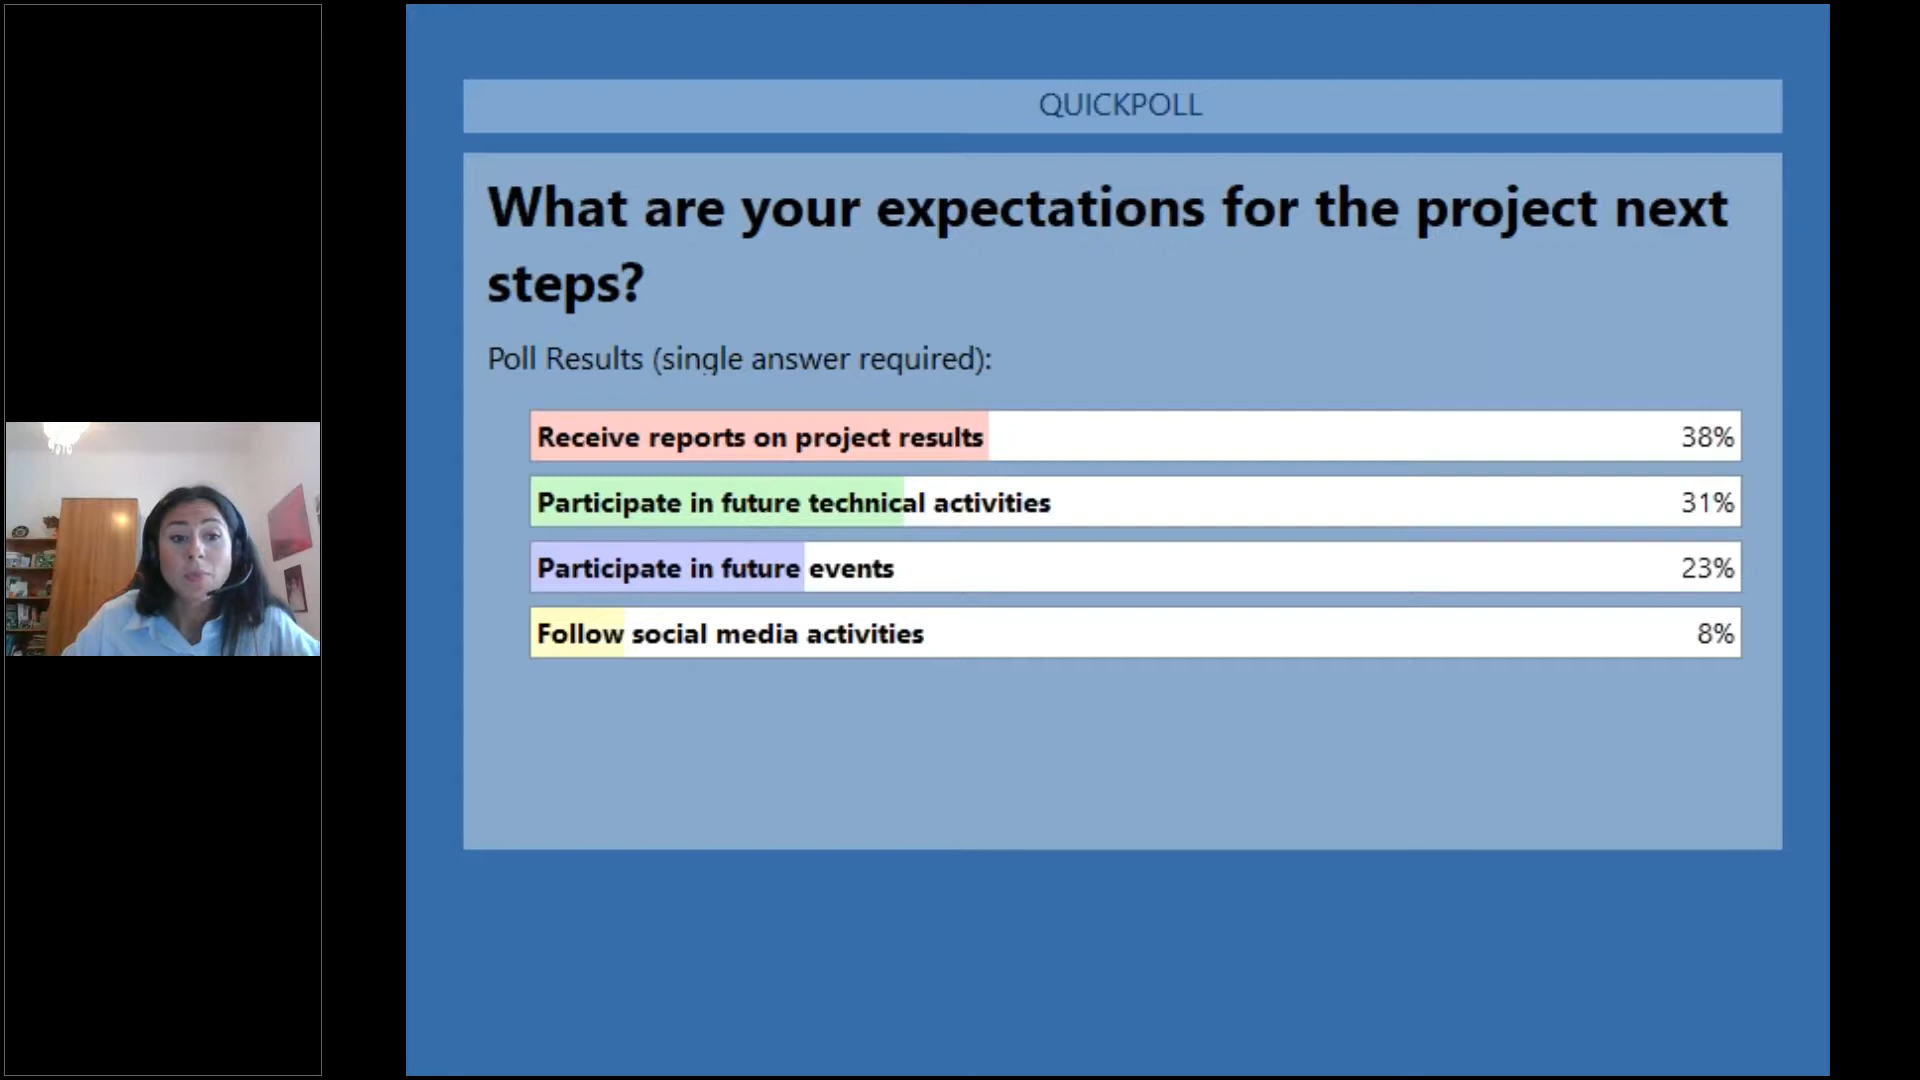 QUICKPOLL
What are your expectations for the project next
steps?
Poll Results (single answer required):
Receive reports on project results 38%
Participate in future technical activities 31%
Participate in future events 23%
Follow social media activities 8%